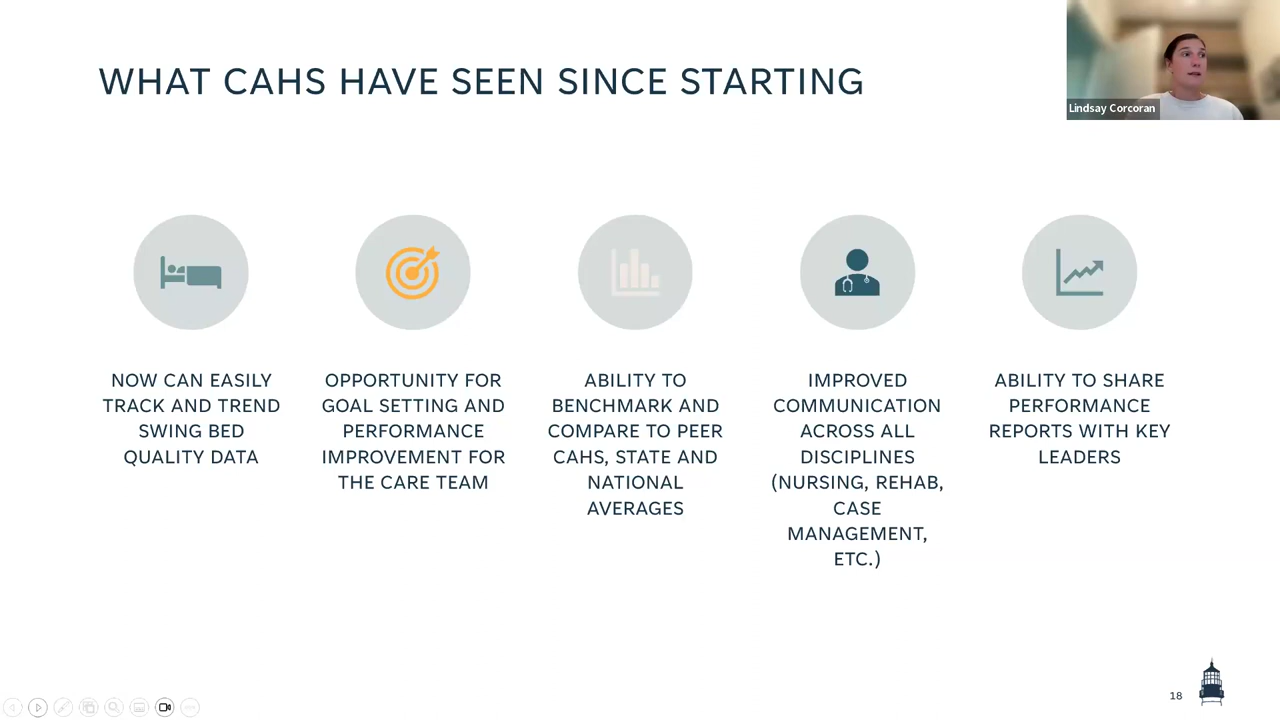 WHAT CAHS HAVE SEEN SINCE STARTING
Lindsay Corcoran
NOW CAN EASILY
TRACK AND TREND
SWING BED
QUALITY DATA
OPPORTUNITY FOR
GOAL SETTING AND
PERFORMANCE
IMPROVEMENT FOR
THE CARE TEAM
ABILITY TO
BENCHMARK AND
COMPARE TO PEER
CAHS, STATE AND
NATIONAL
AVERAGES
IMPROVED
COMMUNICATION
ACROSS ALL
DISCIPLINES
(NURSING, REHAB,
CASE
MANAGEMENT,
ETC.)
ABILITY TO SHARE
PERFORMANCE
REPORTS WITH KEY
LEADERS
18